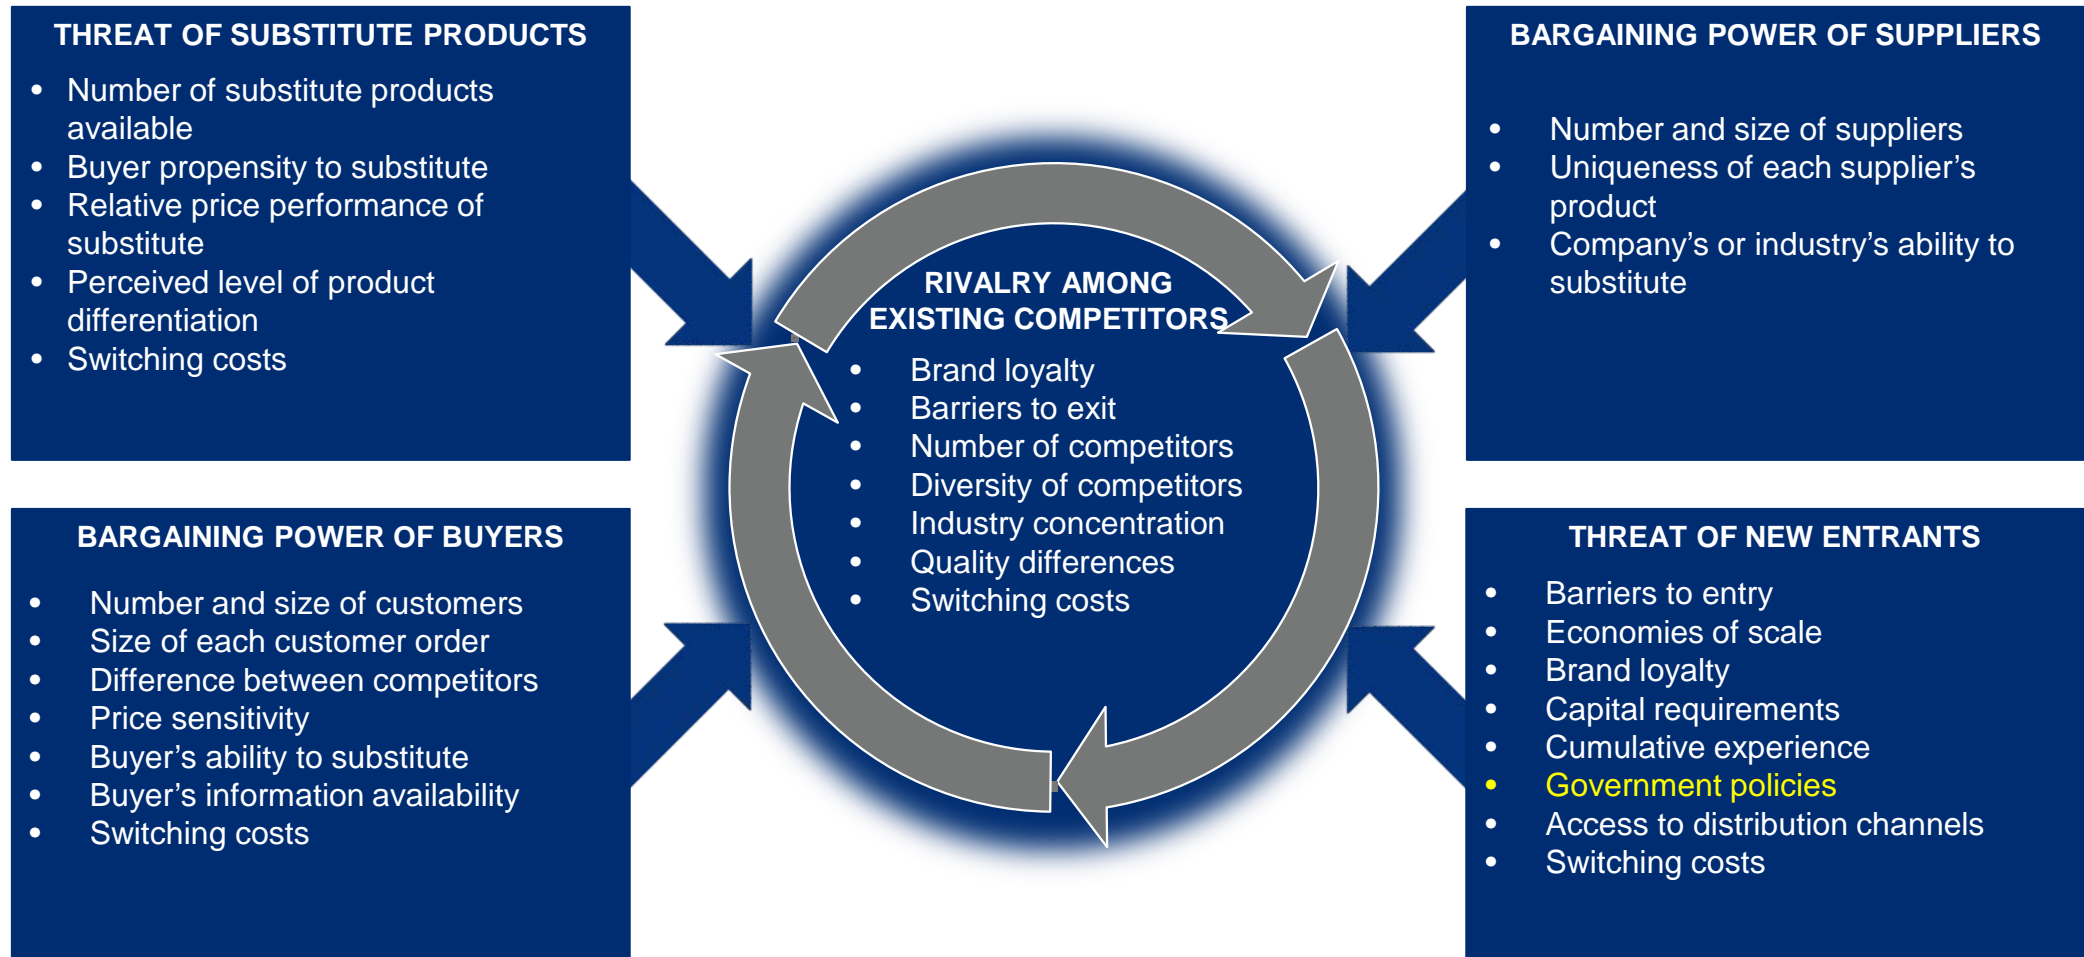 THREAT OF SUBSTITUTE PRODUCTS
• Number of substitute products
available
• Buyer propensity to substitute
• Relative price performance of
substitute
• Perceived level of product
differentiation
• Switching costs
BARGAINING POWER OF SUPPLIERS
• Number and size of suppliers
• Uniqueness of each supplier’s
product
• Company’s or industry’s ability to
substitute
RIVALRY AMONG
EXISTING COMPETITORS
• Brand loyalty
• Barriers to exit
• Number of competitors
• Diversity of competitors
• Industry concentration
• Quality differences
• Switching costs
BARGAINING POWER OF BUYERS
• Number and size of customers
• Size of each customer order
• Difference between competitors
• Price sensitivity
• Buyer’s ability to substitute
• Buyer’s information availability
• Switching costs
THREAT OF NEW ENTRANTS
• Barriers to entry
• Economies of scale
• Brand loyalty
• Capital requirements
• Cumulative experience
• Government policies
• Access to distribution channels
• Switching costs